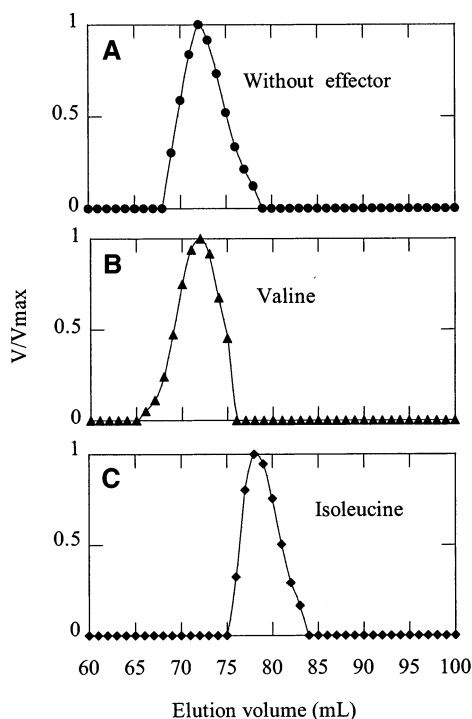 1
A
Without effector
0.5
0
1
B
Valine
0.5
0
1
C
Isoleucine
0.5
0
V/Vmax
60 65 70 75 80 85 90 95 100
Elution volume (mL)